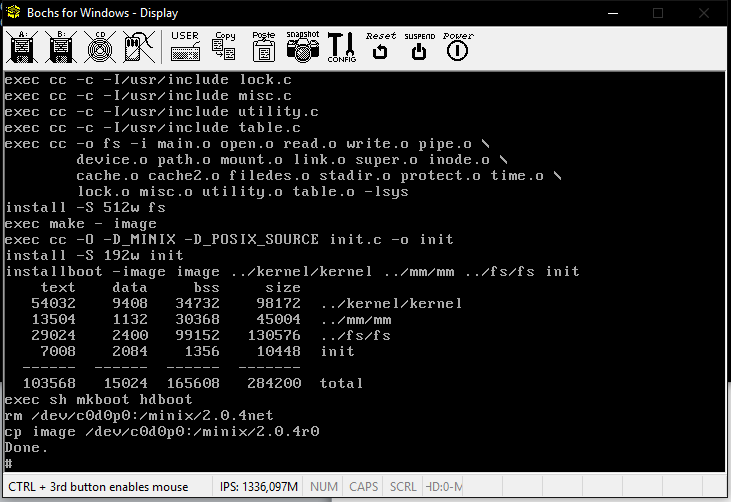 Bochs for Windows - Display
A:
B:
CD
USER
Copy
Paste
snapshot
CONFIG
Reset
SUSPEND
Power
exec cc -c -I/usr/include lock.c
exec cc -c -I/usr/include misc.c
exec cc -c -I/usr/include utility.c
exec cc -c -I/usr/include table.c
exec cc -o fs -i main.o open.o read.o write.o pipe.o \
        device.o path.o mount.o link.o super.o inode.o \
        cache.o cache2.o filedes.o stadir.o protect.o time.o \
        lock.o misc.o utility.o table.o -lsys
install -S 512w fs
exec make - image
exec cc -O -D_MINIX -D_POSIX_SOURCE init.c -o init
install -S 192w init
installboot -image image ../kernel/kernel ../mm/mm ../fs/fs init
    text    data     bss     size
   54032    9408   34732    98172  ../kernel/kernel
   13504    1132   30368    45004  ../mm/mm
   29024    2400   99152   130576  ../fs/fs
    7008    2084    1356    10448  init
  ------  ------  ------  -------
  103568   15024  165608   284200  total
exec sh mkboot hdboot
rm /dev/c0d0p0:/minix/2.0.4net
cp image /dev/c0d0p0:/minix/2.0.4r0
Done.
#
CTRL + 3rd button enables mouse IPS: 1336,097M NUM CAPS SCRL HD:0-M